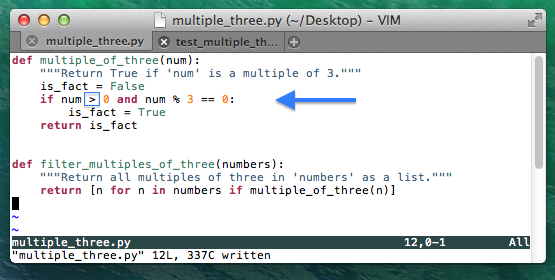 multiple_three.py (~/Desktop) – VIM
multiple_three.py test_multiple_th...
def multiple_of_three(num):
    """Return True if 'num' is a multiple of 3."""
    is_fact = False
    if num > 0 and num % 3 == 0:
        is_fact = True
    return is_fact
def filter_multiples_of_three(numbers):
    """Return all multiples of three in 'numbers' as a list."""
    return [n for n in numbers if multiple_of_three(n)]
~
~
multiple_three.py 12,0-1 All
"multiple_three.py" 12L, 337C written